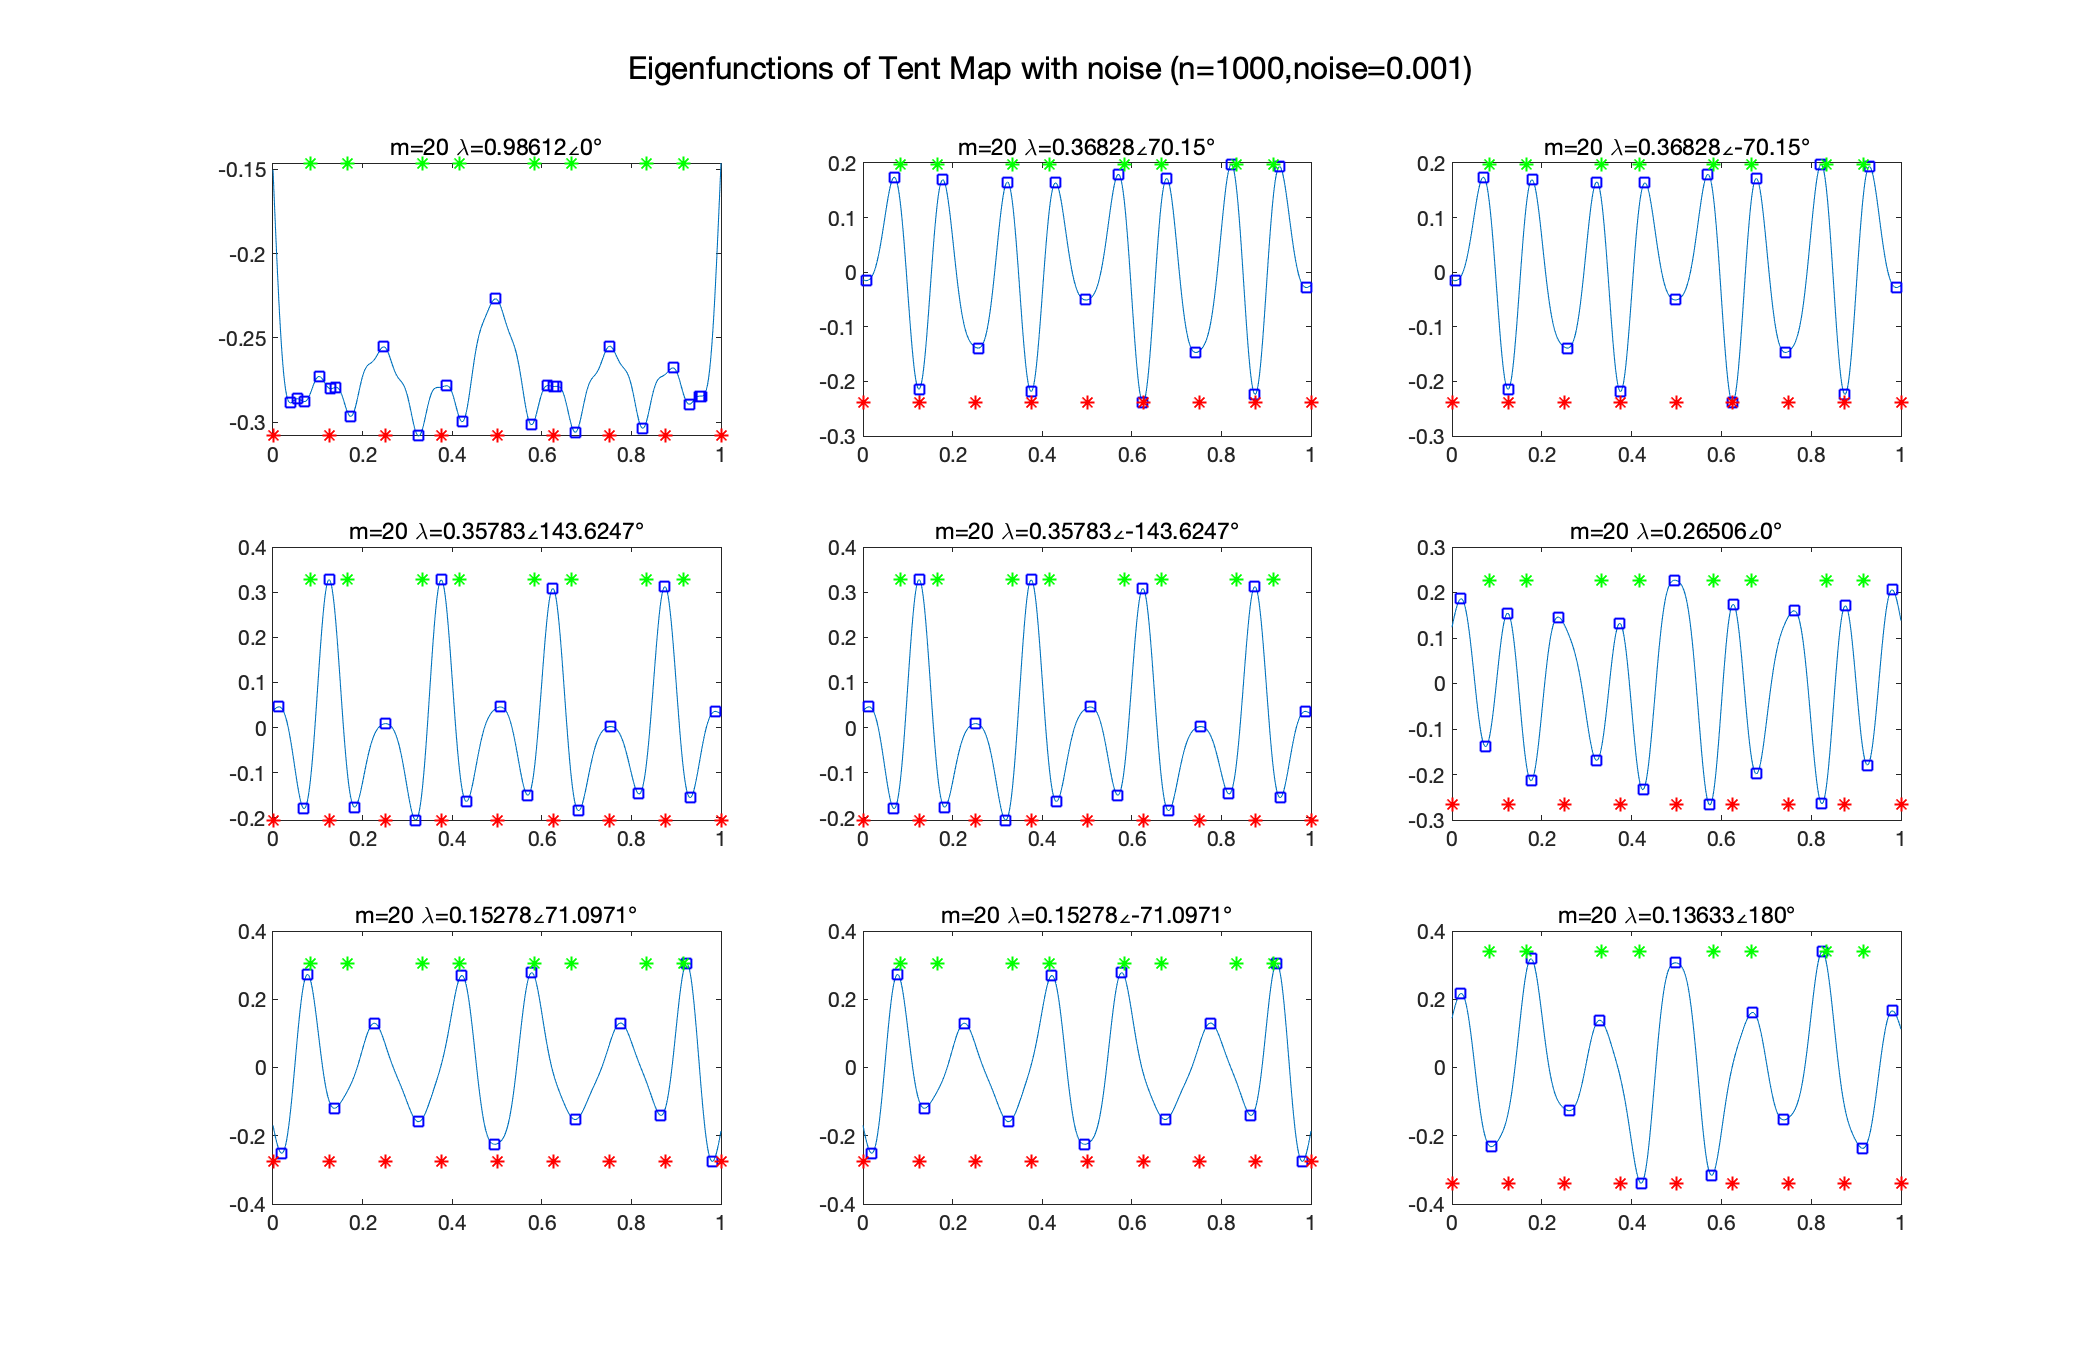 Eigenfunctions of Tent Map with noise (n=1000,noise=0.001)
m=20 λ=0.98612∠0°
-0.15
-0.2
-0.25
-0.3
0 0.2 0.4 0.6 0.8 1
m=20 λ=0.36828∠70.15°
0.2
0.1
0
-0.1
-0.2
-0.3
0 0.2 0.4 0.6 0.8 1
m=20 λ=0.36828∠-70.15°
0.2
0.1
0
-0.1
-0.2
-0.3
0 0.2 0.4 0.6 0.8 1
m=20 λ=0.35783∠143.6247°
0.4
0.3
0.2
0.1
0
-0.1
-0.2
0 0.2 0.4 0.6 0.8 1
m=20 λ=0.35783∠-143.6247°
0.4
0.3
0.2
0.1
0
-0.1
-0.2
0 0.2 0.4 0.6 0.8 1
m=20 λ=0.26506∠0°
0.3
0.2
0.1
0
-0.1
-0.2
-0.3
0 0.2 0.4 0.6 0.8 1
m=20 λ=0.15278∠71.0971°
0.4
0.2
0
-0.2
-0.4
0 0.2 0.4 0.6 0.8 1
m=20 λ=0.15278∠-71.0971°
0.4
0.2
0
-0.2
-0.4
0 0.2 0.4 0.6 0.8 1
m=20 λ=0.13633∠180°
0.4
0.2
0
-0.2
-0.4
0 0.2 0.4 0.6 0.8 1